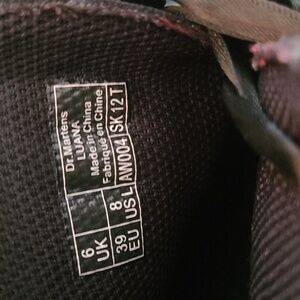 Dr.Martens
LUANA
Made in China
Fabriqué en Chine
AW004 SK12T
6 8
UK US L
39
EU